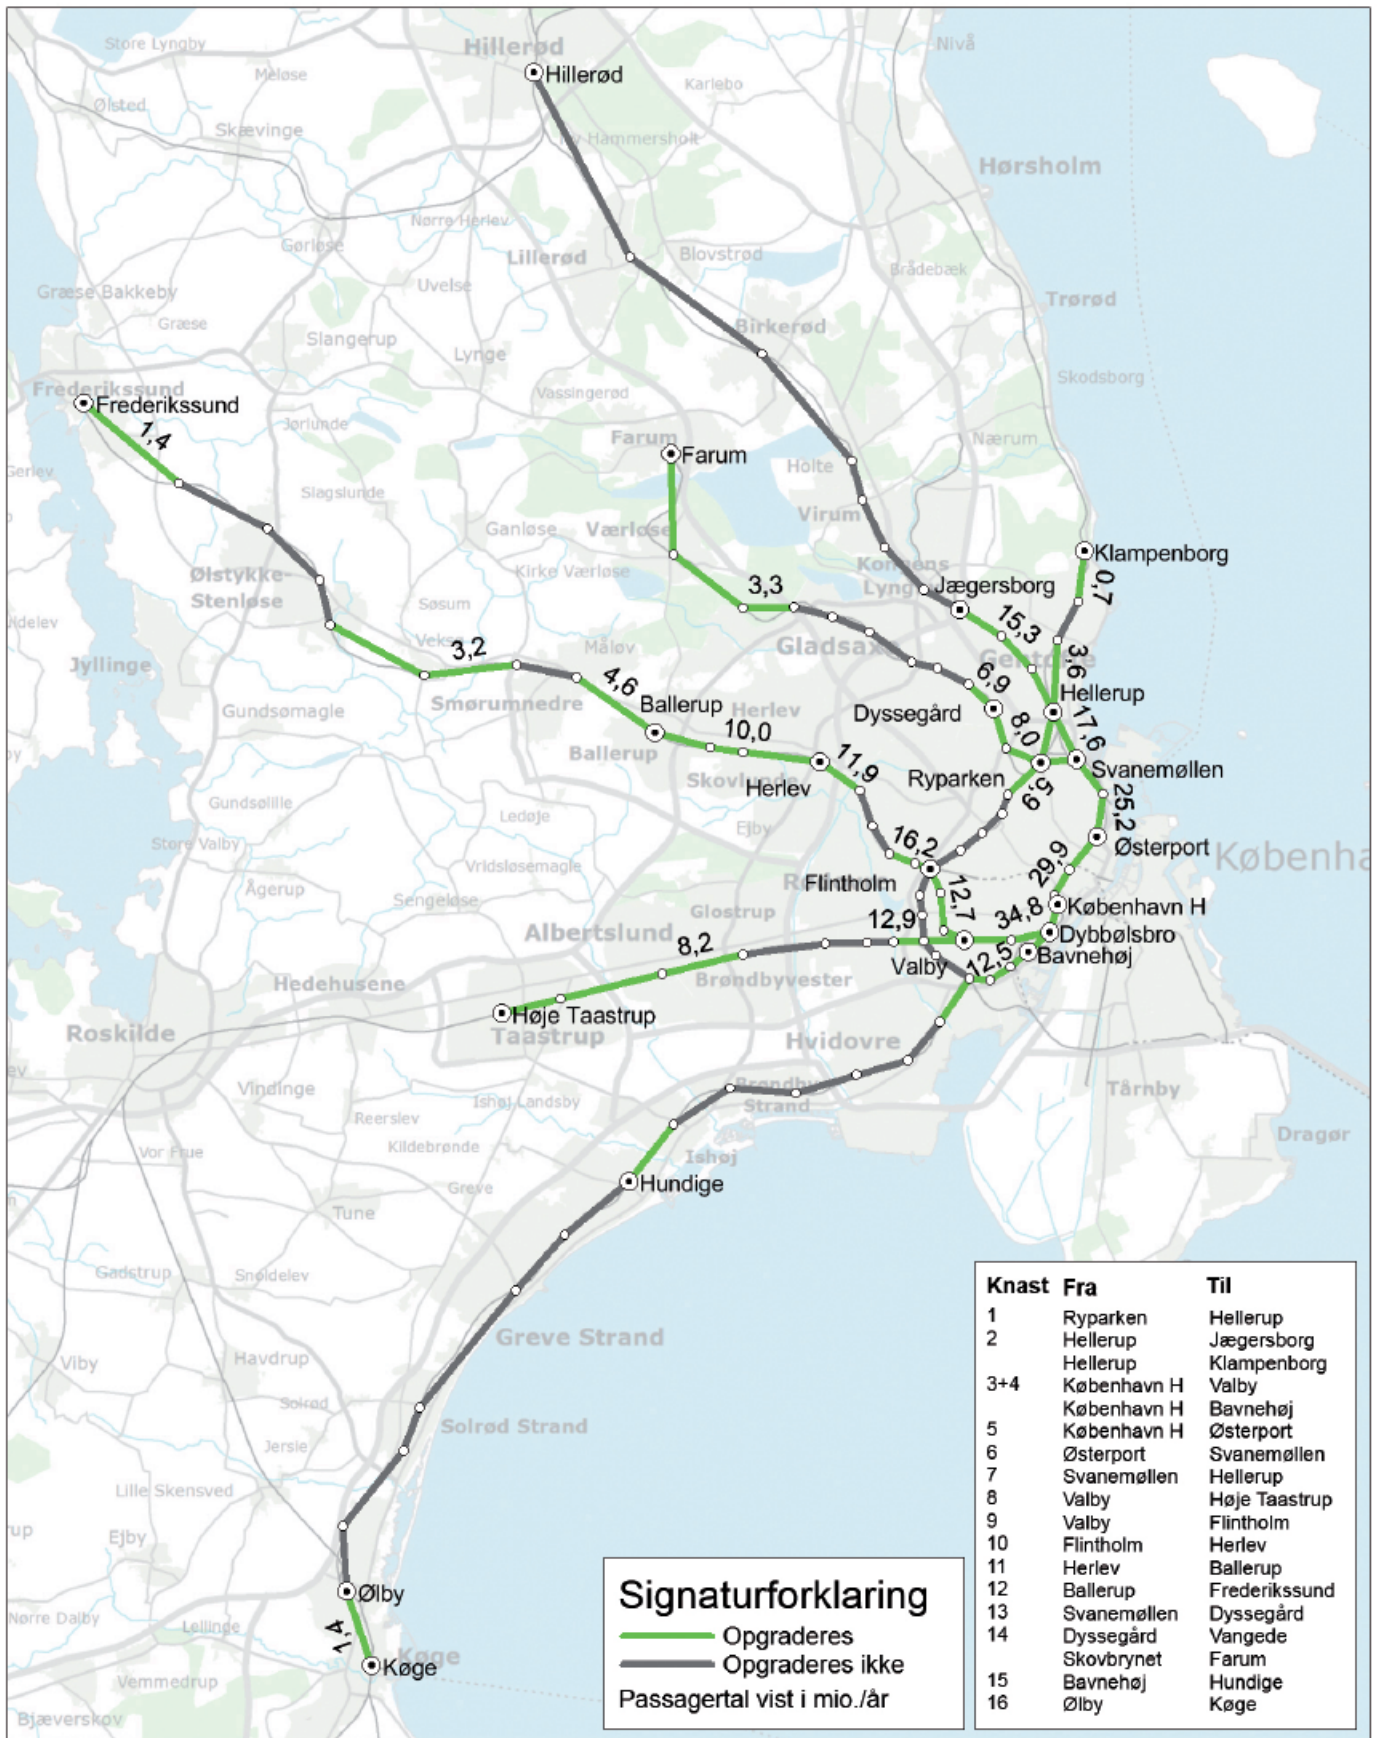 Store Lyngby
Hillerød
Nivå
Hillerød
Meløse
Karlebo
Ølsted
Skævinge
Ny Hammersholt
Hørsholm
Nørre Herlev
Gørløse
Lillerød
Blovstrød
Brådebæk
Græse Bakkeby
Uvelse
Trørød
Græse
Slangerup
Birkerød
Lynge
Skodsborg
Frederikssund
Vassingerød
Frederikssund
Jørlunde
1,4
Farum
Nærum
Farum
Holte
Gerlev
Slagslunde
Virum
Ganløse
Værløse
Klampenborg
Kongens
Ølstykke-
Stenløse
Kirke Værløse
Lyngby
Jægersborg
0,7
3,3
Søsum
15,3
Veksø
Måløv
Gladsaxe
Gentofte
Jyllinge
3,2
4,6
3,6
6,9
Hellerup
Smørumnedre
Ballerup
Herlev
Dyssegård
Gundsømagle
8,0
17,6
10,0
Ballerup
11,9
Ryparken
Svanemøllen
Skovlunde
Herlev
5,9
25,2
Gundsølille
Ledøje
Ejby
Store Valby
16,2
Østerport
København
Vridsløsemagle
29,9
Ågerup
Flintholm
Sengeløse
Glostrup
12,7
København H
12,9
34,8
Albertslund
8,2
Dybbølsbro
Valby
Bavnehøj
12,5
Hedehusene
Brøndbyvester
Høje Taastrup
Roskilde
Taastrup
Hvidovre
Vindinge
Brøndby
Strand
Tårnby
Ishøj Landsby
Reerslev
Kildebrønde
Dragør
Vor Frue
Ishøj
Greve
Hundige
Tune
Gadstrup
Snoldelev
Greve Strand
Viby
Havdrup
Solrød
Solrød Strand
Jersie
Lille Skensved
Ejby
Ølby
Nørre Dalby
Lellinge
1,4
Køge
Køge
Vemmedrup
Bjæverskov
Knast Fra Til
1 Ryparken Hellerup
2 Hellerup Jægersborg
Hellerup Klampenborg
3+4 København H Valby
København H Bavnehøj
5 København H Østerport
6 Østerport Svanemøllen
7 Svanemøllen Hellerup
8 Valby Høje Taastrup
9 Valby Flintholm
10 Flintholm Herlev
11 Herlev Ballerup
12 Ballerup Frederikssund
13 Svanemøllen Dyssegård
14 Dyssegård Vangede
Skovbrynet Farum
15 Bavnehøj Hundige
16 Ølby Køge
Signaturforklaring
Opgraderes
Opgraderes ikke
Passagertal vist i mio./år